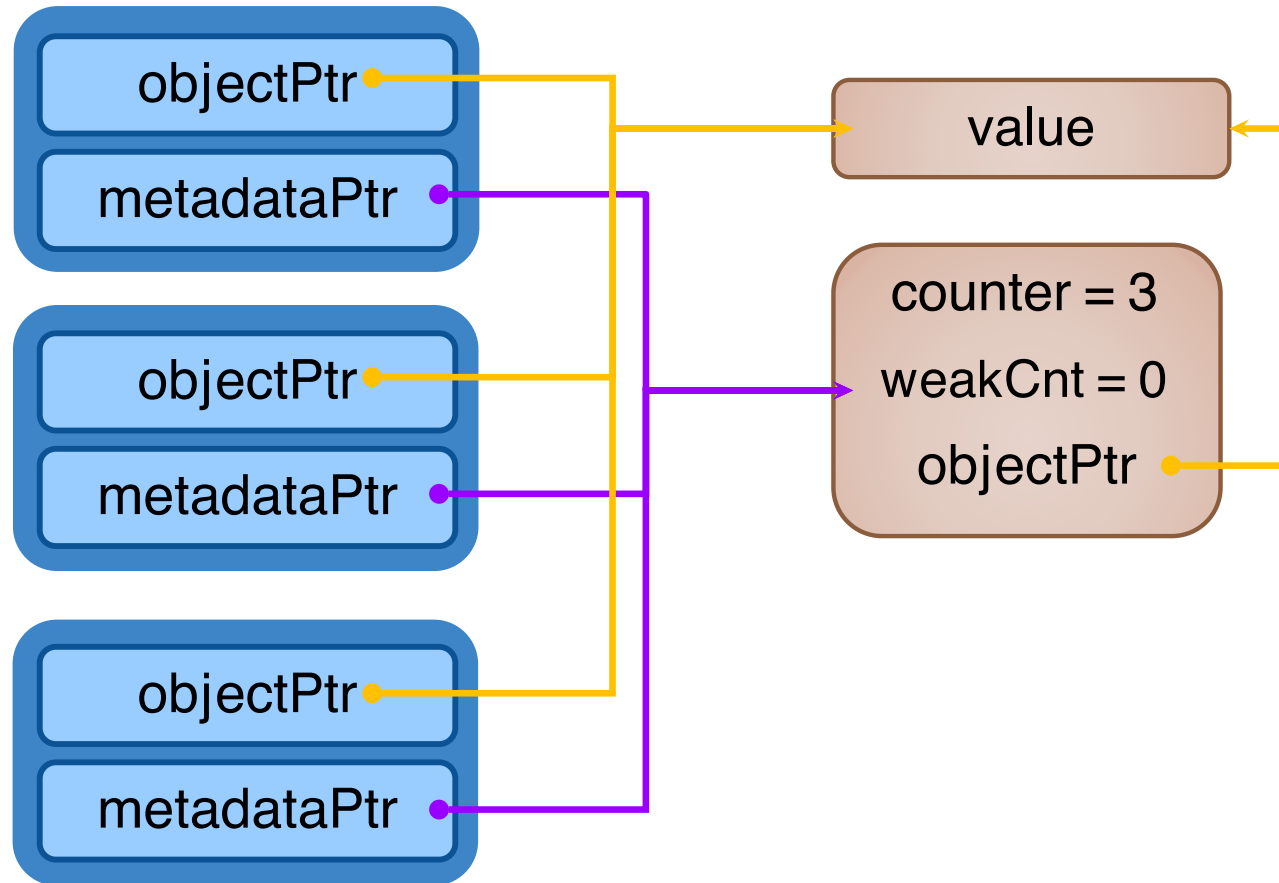 objectPtr
metadataPtr
objectPtr
metadataPtr
objectPtr
metadataPtr
value
counter = 3
weakCnt = 0
objectPtr